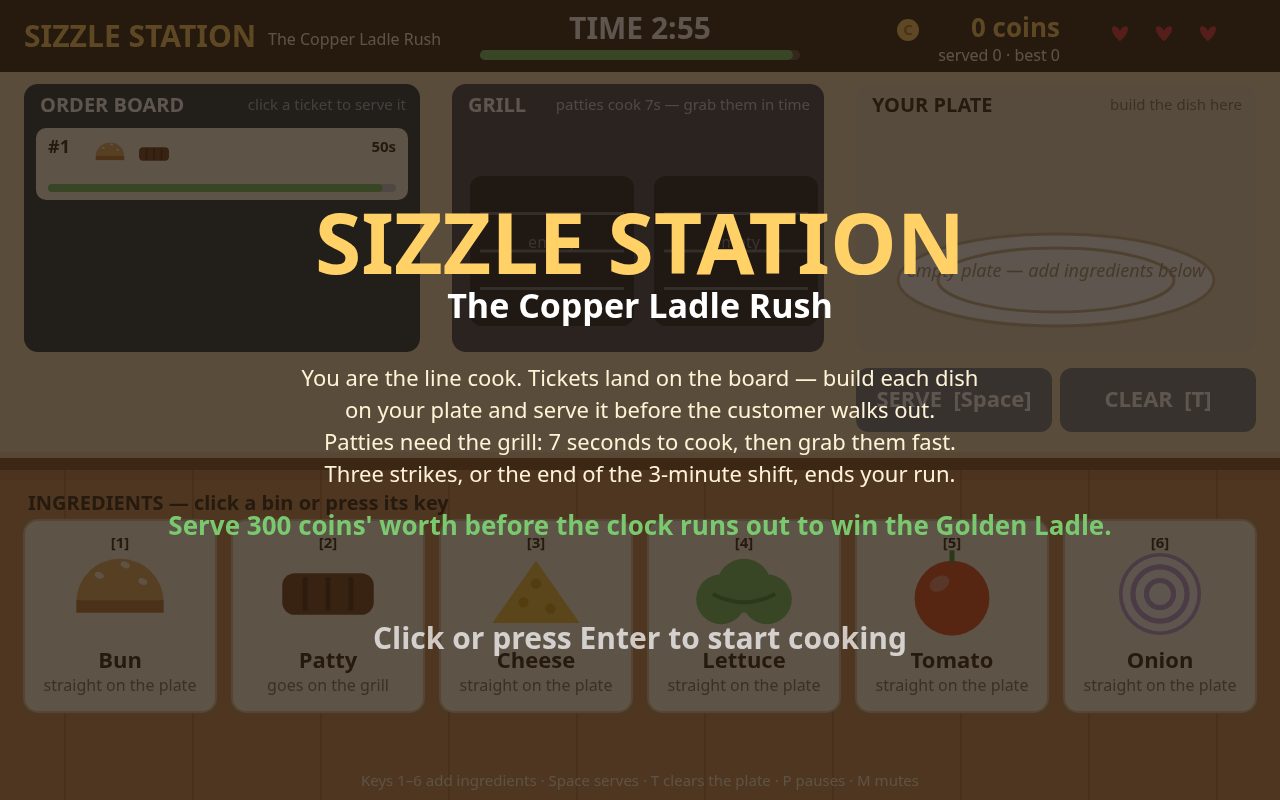 SIZZLE STATION The Copper Ladle Rush
TIME 2:55
C 0 coins
served 0 · best 0
ORDER BOARD click a ticket to serve it
#1 50s
GRILL patties cook 7s — grab them in time
YOUR PLATE build the dish here
empty plate — add ingredients below
SIZZLE STATION
The Copper Ladle Rush
You are the line cook. Tickets land on the board — build each dish
on your plate and serve it before the customer walks out.
Patties need the grill: 7 seconds to cook, then grab them fast.
Three strikes, or the end of the 3-minute shift, ends your run.
SERVE [Space] CLEAR [T]
INGREDIENTS — click a bin or press its key
Serve 300 coins' worth before the clock runs out to win the Golden Ladle.
[1] [2] [3] [4] [5] [6]
Click or press Enter to start cooking
Bun Patty Cheese Lettuce Tomato Onion
straight on the plate goes on the grill straight on the plate straight on the plate straight on the plate straight on the plate
Keys 1–6 add ingredients · Space serves · T clears the plate · P pauses · M mutes